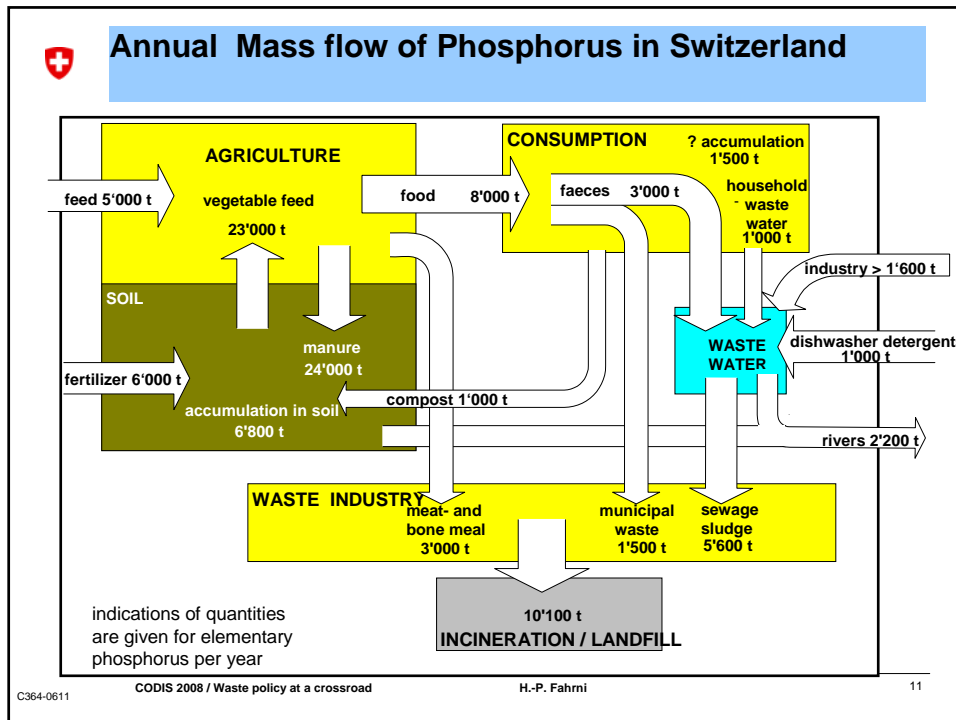 Annual Mass flow of Phosphorus in Switzerland
AGRICULTURE
feed 5‘000 t
vegetable feed
23'000 t
food
8'000 t
CONSUMPTION
? accumulation
1'500 t
faeces 3'000 t
household
- waste
water
1'000 t
industry > 1‘600 t
SOIL
manure
24'000 t
fertilizer 6‘000 t
accumulation in soil
6'800 t
compost 1‘000 t
WASTE
WATER
dishwasher detergent
1'000 t
rivers 2'200 t
WASTE INDUSTRY
meat- and
bone meal
3'000 t
municipal
waste
1'500 t
sewage
sludge
5'600 t
10'100 t
INCINERATION / LANDFILL
indications of quantities
are given for elementary
phosphorus per year
C364-0611
CODIS 2008 / Waste policy at a crossroad
H.-P. Fahrni
11